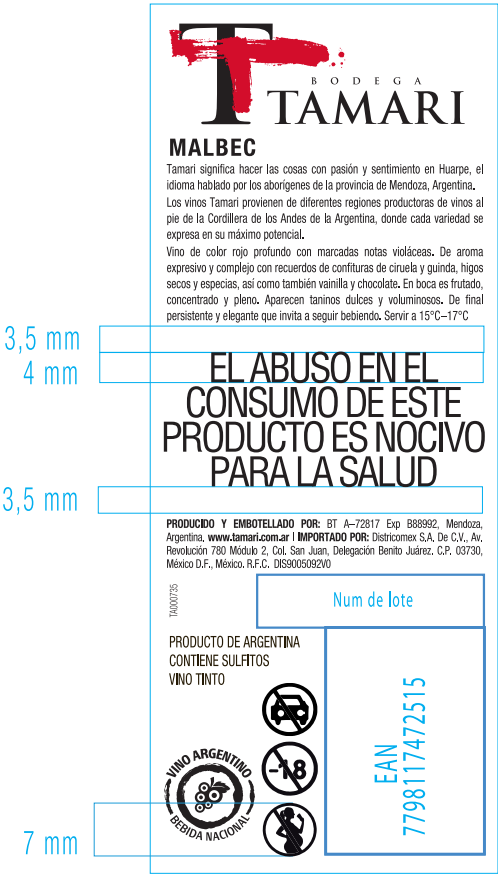 BODEGA
TAMARI
MALBEC
Tamari significa hacer las cosas con pasión y sentimiento en Huarpe, el
idioma hablado por los aborígenes de la provincia de Mendoza, Argentina.
Los vinos Tamari provienen de diferentes regiones productoras de vinos al
pie de la Cordillera de los Andes de la Argentina, donde cada variedad se
expresa en su máximo potencial.
Vino de color rojo profundo con marcadas notas violáceas. De aroma
expresivo y complejo con recuerdos de confituras de ciruela y guinda, higos
secos y especias, así como también vainilla y chocolate. En boca es frutado,
concentrado y pleno. Aparecen taninos dulces y voluminosos. De final
persistente y elegante que invita a seguir bebiendo. Servir a 15°C–17°C
3,5 mm
4 mm
EL ABUSO EN EL
CONSUMO DE ESTE
PRODUCTO ES NOCIVO
PARA LA SALUD
3,5 mm
PRODUCIDO Y EMBOTELLADO POR: BT A–72817 Exp B88992, Mendoza,
Argentina. www.tamari.com.ar | IMPORTADO POR: Districomex S.A. De C.V., Av.
Revolución 780 Módulo 2, Col. San Juan, Delegación Benito Juárez. C.P. 03730,
México D.F., México. R.F.C. DIS9005092V0
TA000735
Num de lote
PRODUCTO DE ARGENTINA
CONTIENE SULFITOS
VINO TINTO
EAN
7798117472515
-18
VINO ARGENTINO
BEBIDA NACIONAL
7 mm